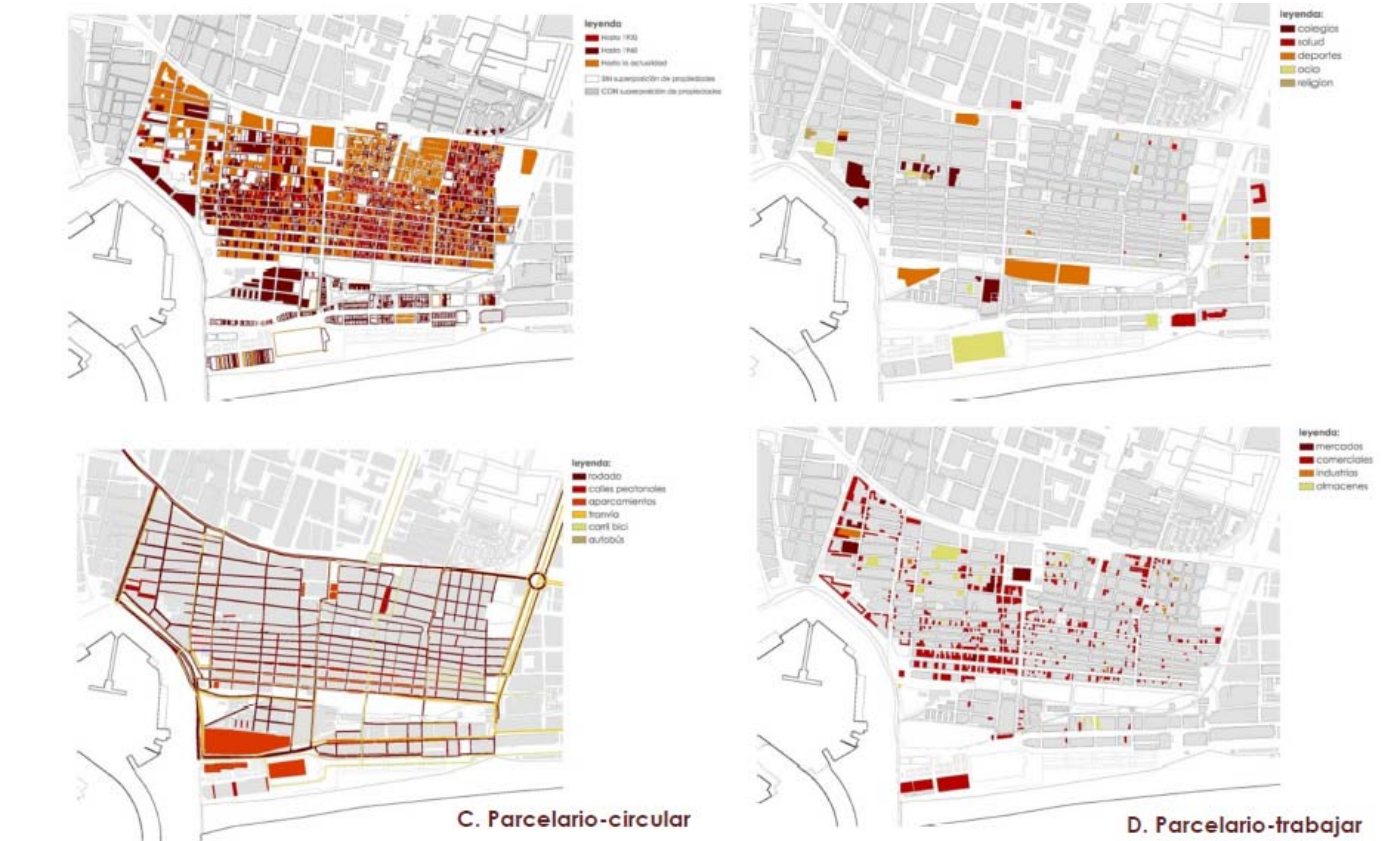 leyenda
Hasta 1930
Hasta 1960
Hasta la actualidad
SIN superposición de propiedades
CON superposición de propiedades
leyenda:
colegios
salud
deportes
ocio
religion
leyenda:
rodado
calles peatonales
aparcamientos
tranvía
carril bici
autobús
C. Parcelario-circular
leyenda:
mercados
comerciales
industrias
almacenes
D. Parcelario-trabajar